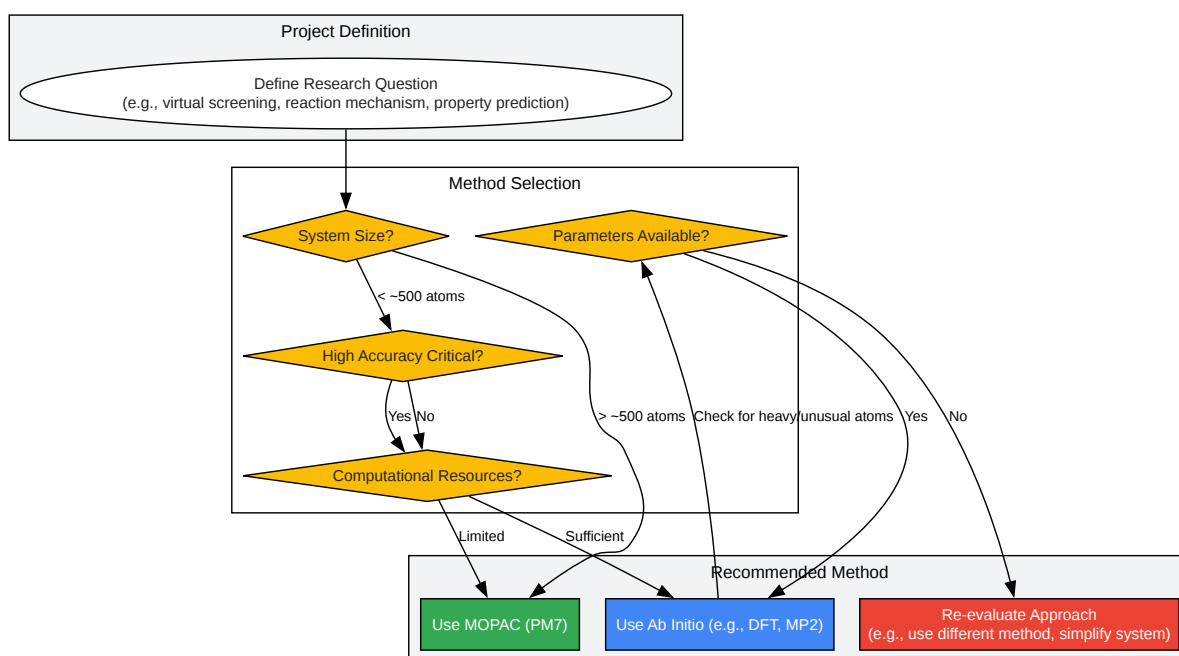 Project Definition
Define Research Question
(e.g., virtual screening, reaction mechanism, property prediction)
Method Selection
System Size?
Parameters Available?
< ~500 atoms
High Accuracy Critical?
Yes
No
> ~500 atoms
Check for heavy/unusual atoms
Yes
No
Computational Resources?
Limited
Sufficient
Recommended Method
Use MOPAC (PM7)
Use Ab Initio (e.g., DFT, MP2)
Re-evaluate Approach
(e.g., use different method, simplify system)